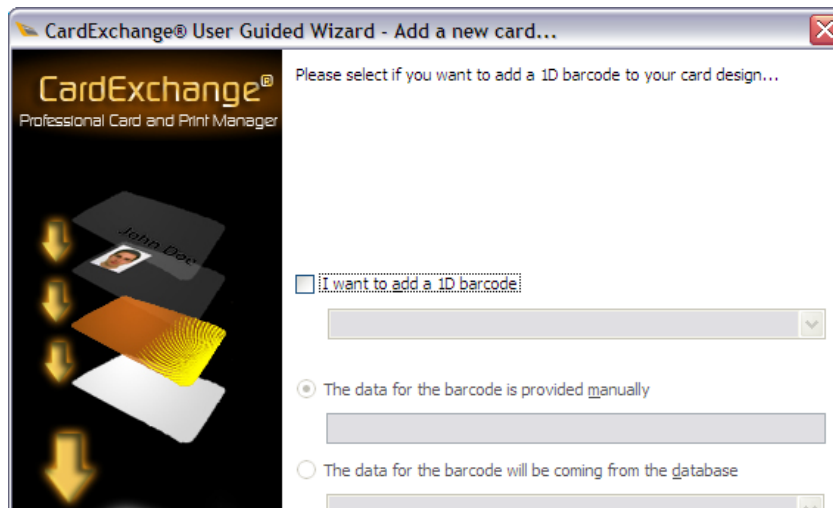 CardExchange® User Guided Wizard - Add a new card...
CardExchange®
Professional Card and Print Manager
John Doe
Please select if you want to add a 1D barcode to your card design...
I want to add a 1D barcode
The data for the barcode is provided manually
The data for the barcode will be coming from the database